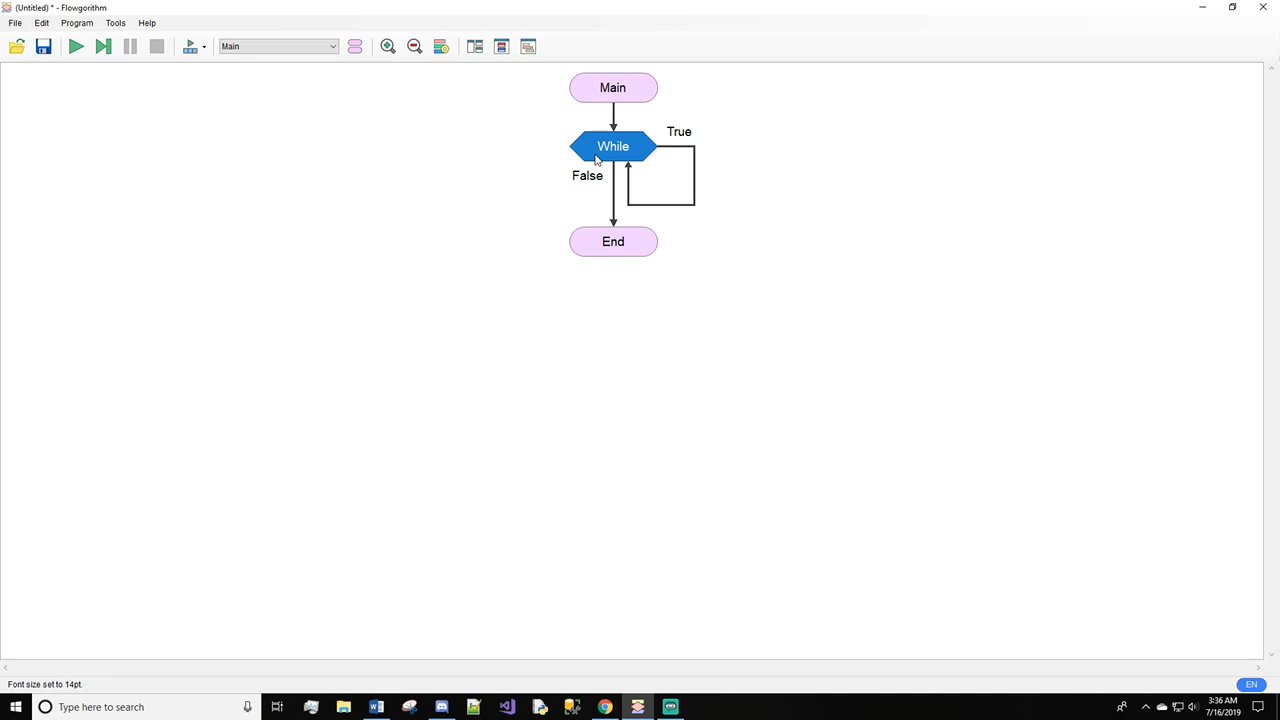 (Untitled) * - Flowgorithm
File Edit Program Tools Help
Main
Main
True
While
False
End
Font size set to 14pt.
EN
Type here to search
3:36 AM
7/16/2019